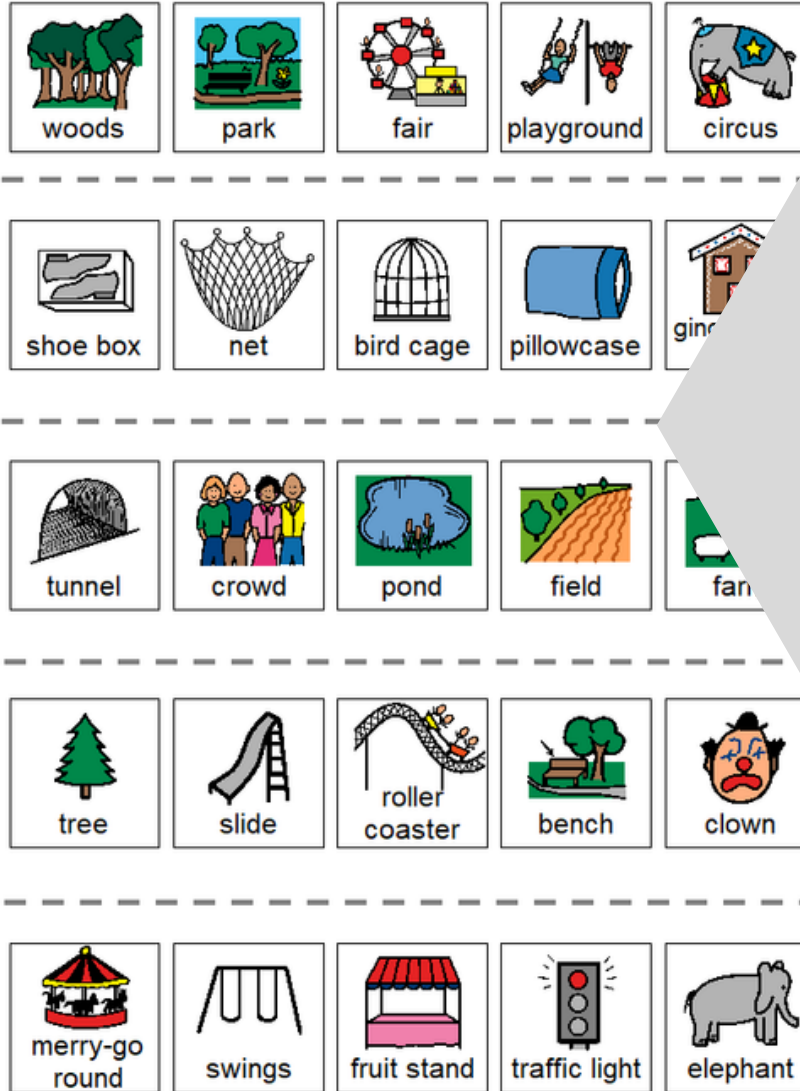 woods
park
fair
playground
circus
shoe box
net
bird cage
pillowcase
tunnel
crowd
pond
field
tree
slide
roller
coaster
bench
clown
merry-go
round
swings
fruit stand
traffic light
elephant